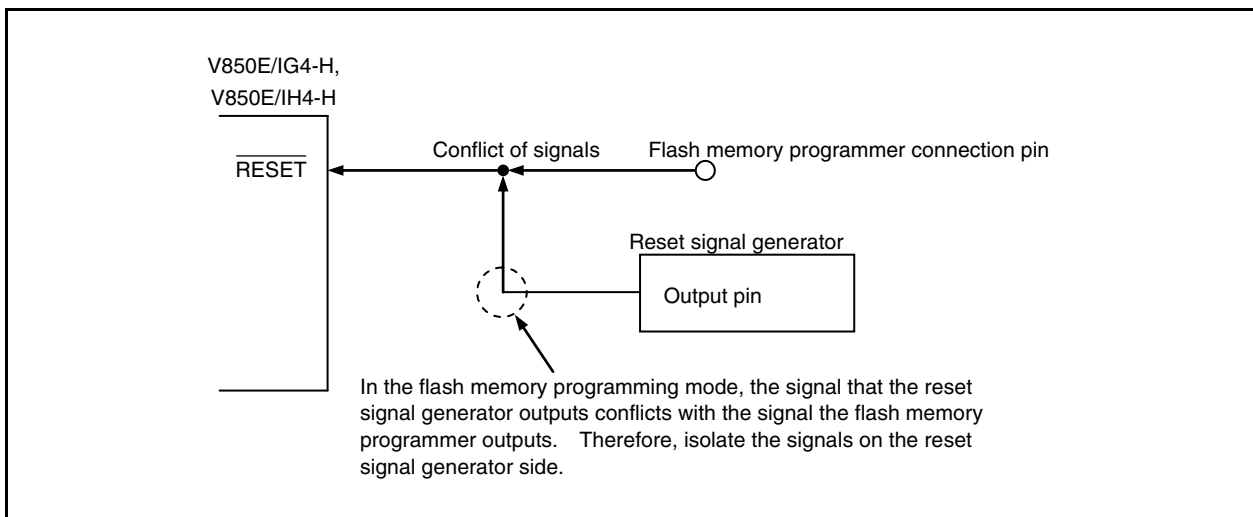 V850E/IG4-H,
V850E/IH4-H
RESET
Conflict of signals
Flash memory programmer connection pin
Reset signal generator
Output pin
In the flash memory programming mode, the signal that the reset
signal generator outputs conflicts with the signal the flash memory
programmer outputs. Therefore, isolate the signals on the reset
signal generator side.